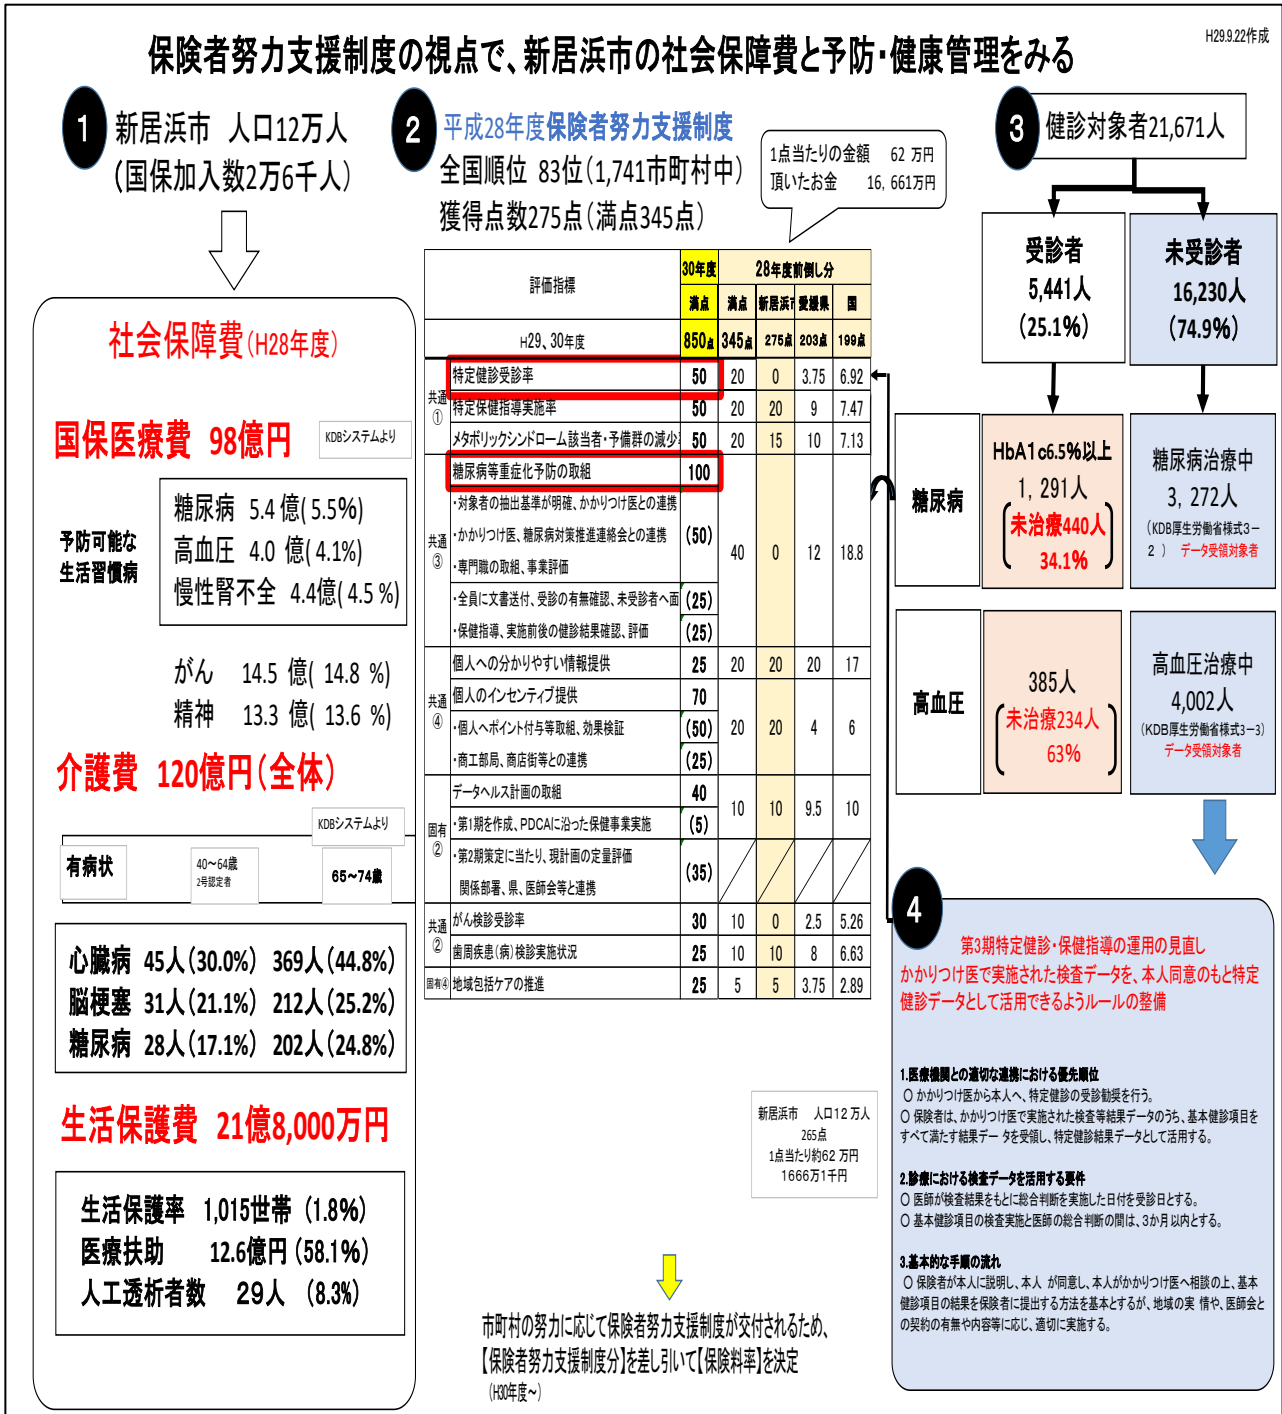 H29.9.22作成
保険者努力支援制度の視点で、新居浜市の社会保障費と予防・健康管理をみる
1
新居浜市 人口12万人
(国保加入数2万6千人)
社会保障費(H28年度)
国保医療費 98億円
KDBシステムより
予防可能な
生活習慣病
糖尿病 5.4 億( 5.5%)
高血圧 4.0 億( 4.1%)
慢性腎不全 4.4億( 4.5 %)
がん 14.5 億( 14.8 %)
精神 13.3 億( 13.6 %)
介護費 120億円(全体)
KDBシステムより
有病状 40~64歳 65~74歳
2号認定者
心臓病 45人(30.0%) 369人(44.8%)
脳梗塞 31人(21.1%) 212人(25.2%)
糖尿病 28人(17.1%) 202人(24.8%)
生活保護費 21億8,000万円
生活保護率 1,015世帯 (1.8%)
医療扶助 12.6億円(58.1%)
人工透析者数 29人 (8.3%)
2
平成28年度保険者努力支援制度
全国順位 83位(1,741市町村中)
獲得点数275点(満点345点)
1点当たりの金額 62 万円
頂いたお金 16, 661万円
評価指標 30年度 28年度前倒し分
満点 満点 新居浜市 愛媛県 国
H29、30年度 850点 345点 275点 203点 199点
共通① 特定健診受診率 50 20 0 3.75 6.92
特定保健指導実施率 50 20 20 9 7.47
メタボリックシンドローム該当者・予備群の減少 50 20 15 10 7.13
共通③ 糖尿病等重症化予防の取組 100 40 0 12 18.8
・対象者の抽出基準が明確、かかりつけ医との連携
・かかりつけ医、糖尿病対策推進連絡会との連携 (50)
・専門職の取組、事業評価
・全員に文書送付、受診の有無確認、未受診者へ面 (25)
・保健指導、実施前後の健診結果確認、評価 (25)
共通④ 個人への分かりやすい情報提供 25 20 20 20 17
個人のインセンティブ提供 70 20 20 4 6
・個人へポイント付与等取組、効果検証 (50)
・商工部局、商店街等との連携 (25)
固有② データヘルス計画の取組 40 10 10 9.5 10
・第1期を作成、PDCAに沿った保健事業実施 (5)
・第2期策定に当たり、現計画の定量評価 (35)
関係部署、県、医師会等と連携
共通② がん検診受診率 30 10 0 2.5 5.26
歯周疾患(病)検診実施状況 25 10 10 8 6.63
固有④ 地域包括ケアの推進 25 5 5 3.75 2.89
新居浜市 人口12 万人
265点
1点当たり約62 万円
1666万1千円
市町村の努力に応じて保険者努力支援制度が交付されるため、
【保険者努力支援制度分】を差し引いて【保険料率】を決定
(H30年度~)
3
健診対象者21,671人
受診者
5,441人
(25.1%)
未受診者
16,230人
(74.9%)
糖尿病
HbA1c6.5%以上
1, 291人
未治療440人
34.1%
糖尿病治療中
3, 272人
(KDB厚生労働省様式3-
2 ) データ受領対象者
高血圧
385人
未治療234人
63%
高血圧治療中
4,002人
(KDB厚生労働省様式3-3)
データ受領対象者
4
第3期特定健診・保健指導の運用の見直し
かかりつけ医で実施された検査データを、本人同意のもと特定
健診データとして活用できるようルールの整備
1.医療機関との適切な連携における優先順位
○ かかりつけ医から本人へ、特定健診の受診勧奨を行う。
○ 保険者は、かかりつけ医で実施された検査等結果データのうち、基本健診項目を
すべて満たす結果デー タを受領し、特定健診結果データとして活用する。
2.診療における検査データを活用する要件
○ 医師が検査結果をもとに総合判断を実施した日付を受診日とする。
○ 基本健診項目の検査実施と医師の総合判断の間は、3か月以内とする。
3.基本的な手順の流れ
○ 保険者が本人に説明し、本人 が同意し、本人がかかりつけ医へ相談の上、基本
健診項目の結果を保険者に提出する方法を基本とするが、地域の実 情や、医師会と
の契約の有無や内容等に応じ、適切に実施する。